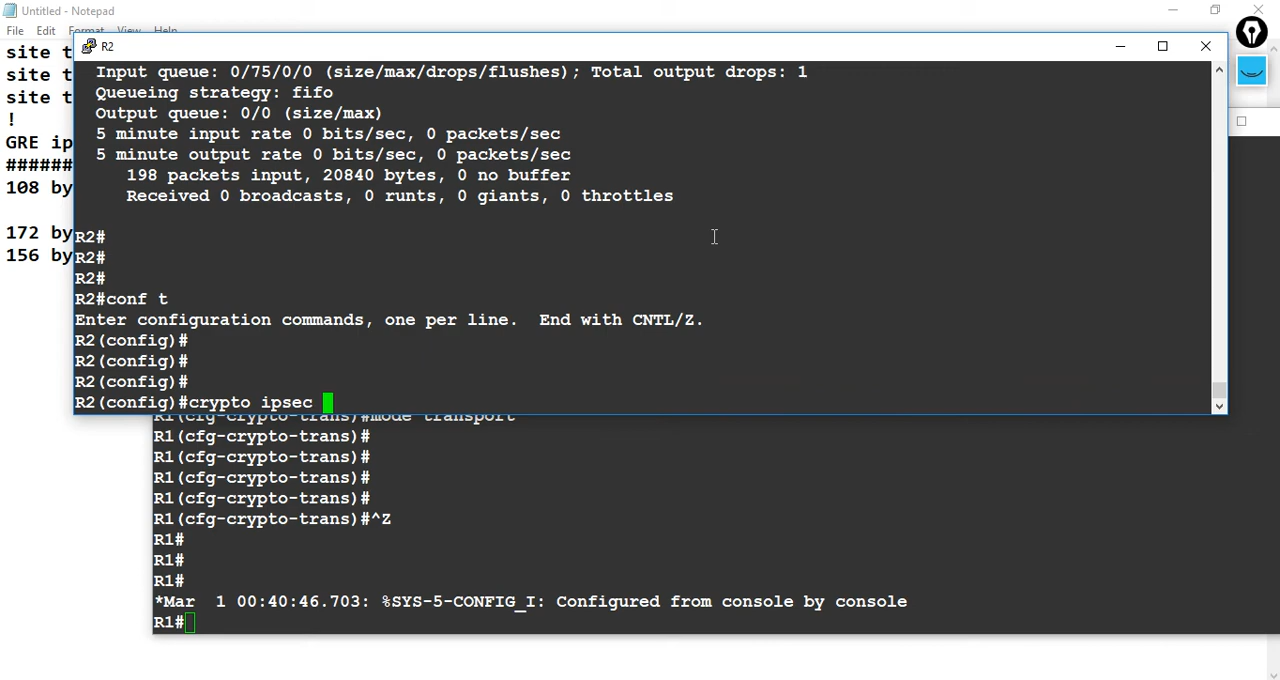 Untitled - Notepad
File Edit Format View Help
site t
site t
site t
!
GRE ip
#######
108 by
172 by
156 by
R2
Input queue: 0/75/0/0 (size/max/drops/flushes); Total output drops: 1
Queueing strategy: fifo
Output queue: 0/0 (size/max)
5 minute input rate 0 bits/sec, 0 packets/sec
5 minute output rate 0 bits/sec, 0 packets/sec
198 packets input, 20840 bytes, 0 no buffer
Received 0 broadcasts, 0 runts, 0 giants, 0 throttles
R2#
R2#
R2#
R2#conf t
Enter configuration commands, one per line.  End with CNTL/Z.
R2(config)#
R2(config)#
R2(config)#
R2(config)#crypto ipsec
R1(cfg-crypto-trans)#mode transport
R1(cfg-crypto-trans)#
R1(cfg-crypto-trans)#
R1(cfg-crypto-trans)#
R1(cfg-crypto-trans)#
R1(cfg-crypto-trans)#^Z
R1#
R1#
R1#
*Mar  1 00:40:46.703: %SYS-5-CONFIG_I: Configured from console by console
R1#